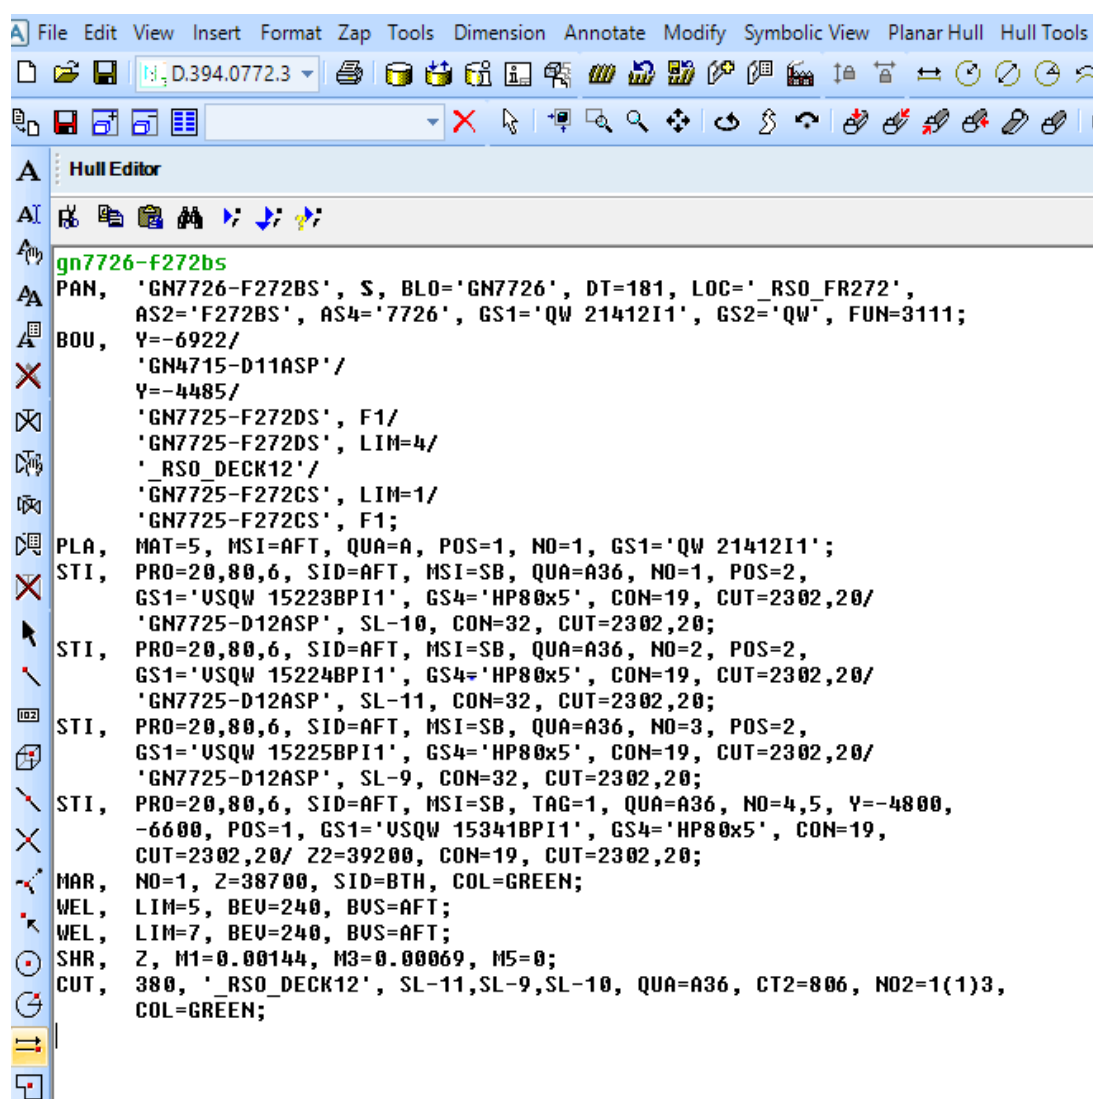 File Edit View Insert Format Zap Tools Dimension Annotate Modify Symbolic View Planar Hull Hull Tools
D.394.0772.3
Hull Editor
gn7726-f272bs
PAN, 'GN7726-F272BS', S, BLO='GN7726', DT=181, LOC='_RSO_FR272',
AS2='F272BS', AS4='7726', GS1='QW 21412I1', GS2='QW', FUN=3111;
BOU, Y=-6922/
'GN4715-D11ASP'/
Y=-4485/
'GN7725-F272DS', F1/
'GN7725-F272DS', LIM=4/
'_RSO_DECK12'/
'GN7725-F272CS', LIM=1/
'GN7725-F272CS', F1;
PLA, MAT=5, MSI=AFT, QUA=A, POS=1, NO=1, GS1='QW 21412I1';
STI, PRO=20,80,6, SID=AFT, MSI=SB, QUA=A36, NO=1, POS=2,
GS1='VSQW 15223BPI1', GS4='HP80x5', CON=19, CUT=2302,20/
'GN7725-D12ASP', SL-10, CON=32, CUT=2302,20;
STI, PRO=20,80,6, SID=AFT, MSI=SB, QUA=A36, NO=2, POS=2,
GS1='VSQW 15224BPI1', GS4='HP80x5', CON=19, CUT=2302,20/
'GN7725-D12ASP', SL-11, CON=32, CUT=2302,20;
STI, PRO=20,80,6, SID=AFT, MSI=SB, QUA=A36, NO=3, POS=2,
GS1='VSQW 15225BPI1', GS4='HP80x5', CON=19, CUT=2302,20/
'GN7725-D12ASP', SL-9, CON=32, CUT=2302,20;
STI, PRO=20,80,6, SID=AFT, MSI=SB, TAG=1, QUA=A36, NO=4,5, Y=-4800,
-6600, POS=1, GS1='VSQW 15341BPI1', GS4='HP80x5', CON=19,
CUT=2302,20/ Z2=39200, CON=19, CUT=2302,20;
MAR, NO=1, Z=38700, SID=BTH, COL=GREEN;
WEL, LIM=5, BEV=240, BVS=AFT;
WEL, LIM=7, BEV=240, BVS=AFT;
SHR, Z, M1=0.00144, M3=0.00069, M5=0;
CUT, 380, '_RSO_DECK12', SL-11,SL-9,SL-10, QUA=A36, CT2=806, NO2=1(1)3,
COL=GREEN;